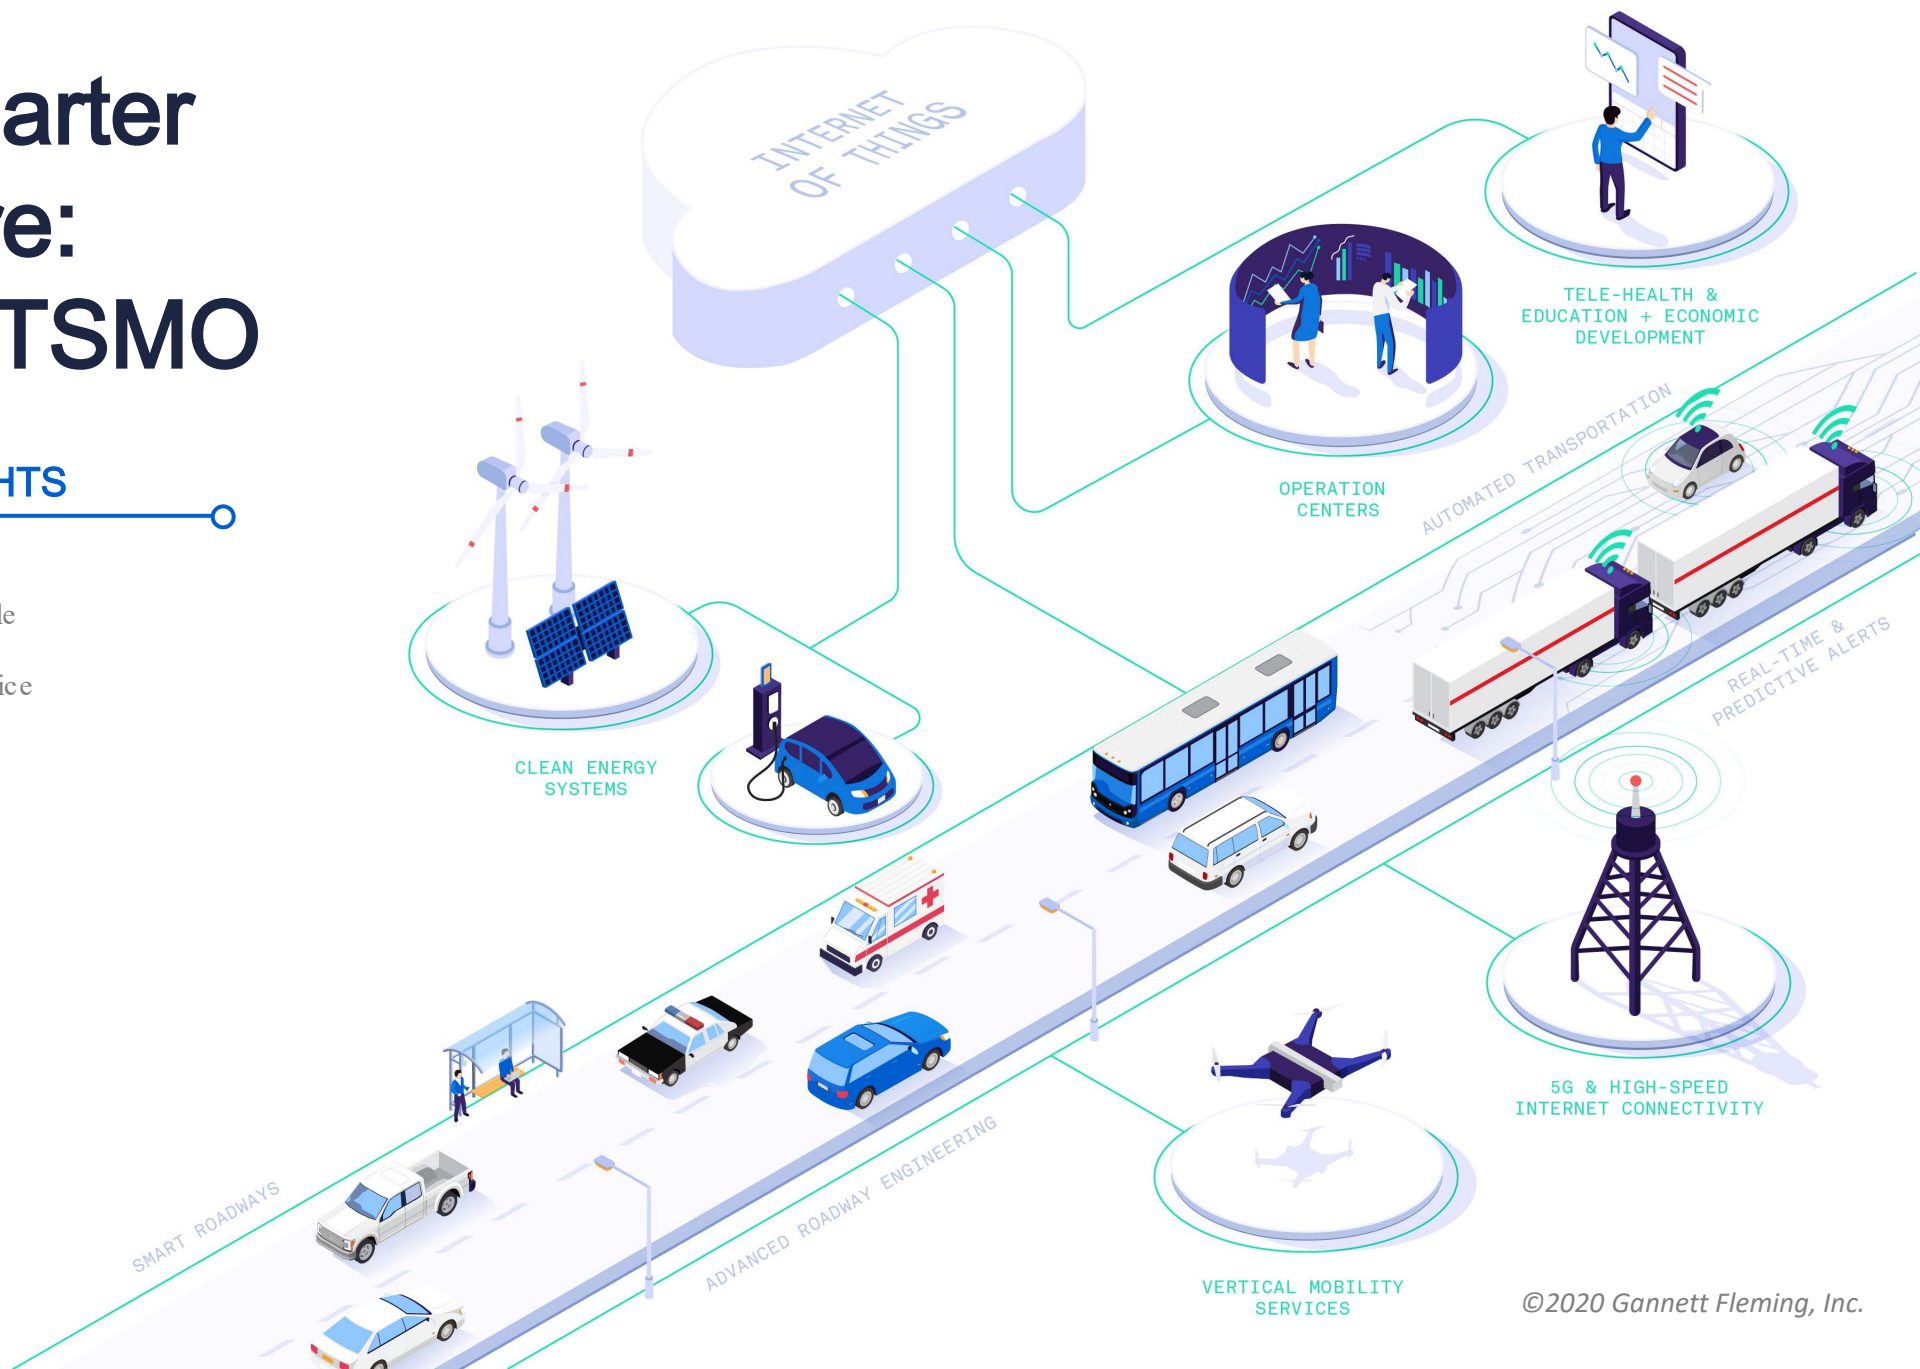 arter
re:
TSMO
HTS
le
ice
INTERNET
OF THINGS
TELE-HEALTH &
EDUCATION + ECONOMIC
DEVELOPMENT
OPERATION
CENTERS
AUTOMATED TRANSPORTATION
REAL-TIME &
PREDICTIVE ALERTS
CLEAN ENERGY
SYSTEMS
5G & HIGH-SPEED
INTERNET CONNECTIVITY
SMART ROADWAYS
ADVANCED ROADWAY ENGINEERING
VERTICAL MOBILITY
SERVICES
©2020 Gannett Fleming, Inc.